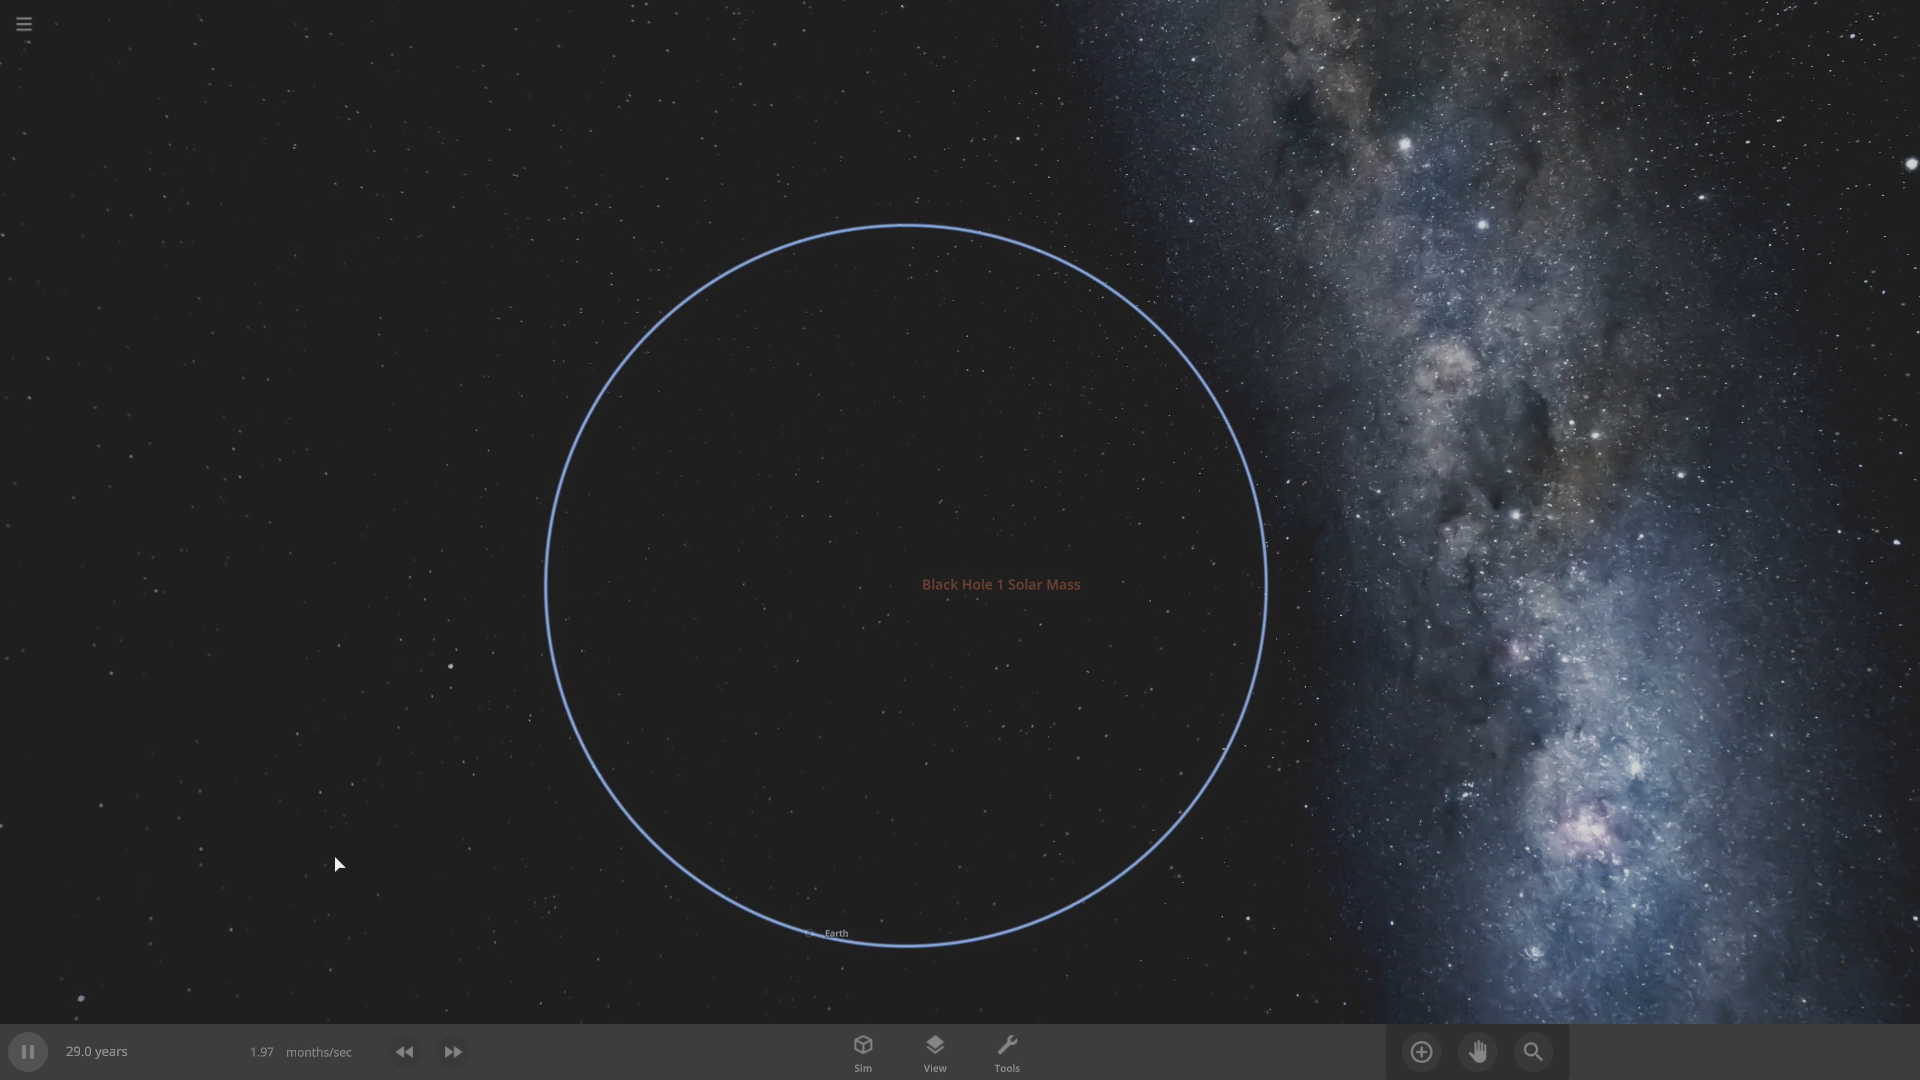 Black Hole 1 Solar Mass
Earth
29.0 years
1.97 months/sec
Sim
View
Tools